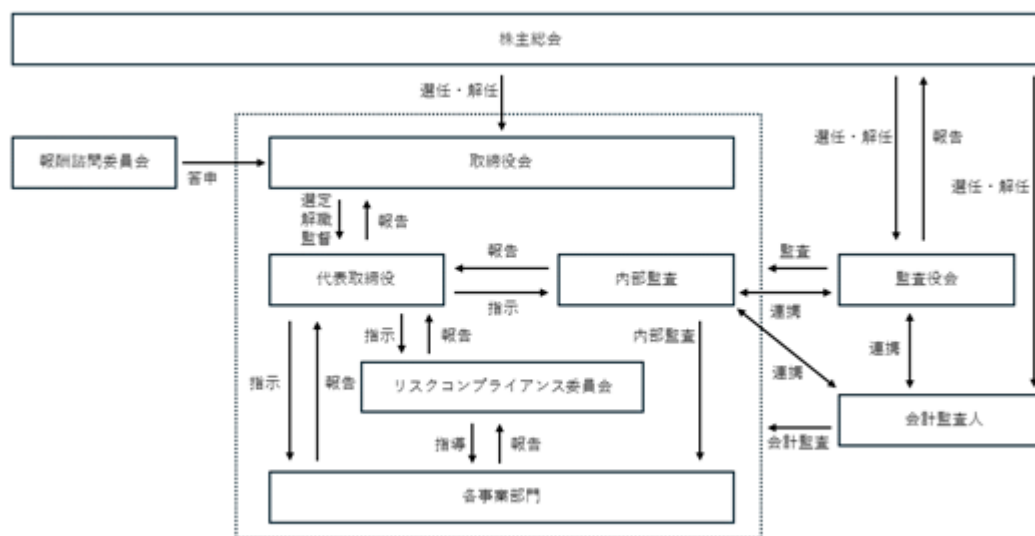 株主総会
選任・解任
選任・解任
報告
選任・解任
報酬諮問委員会
答申
取締役会
選定
解職
監督
報告
報告
監査
代表取締役
内部監査
監査役会
指示
連携
指示
報告
内部監査
連携
連携
指示
報告
リスクコンプライアンス委員会
会計監査人
会計監査
指導
報告
各事業部門